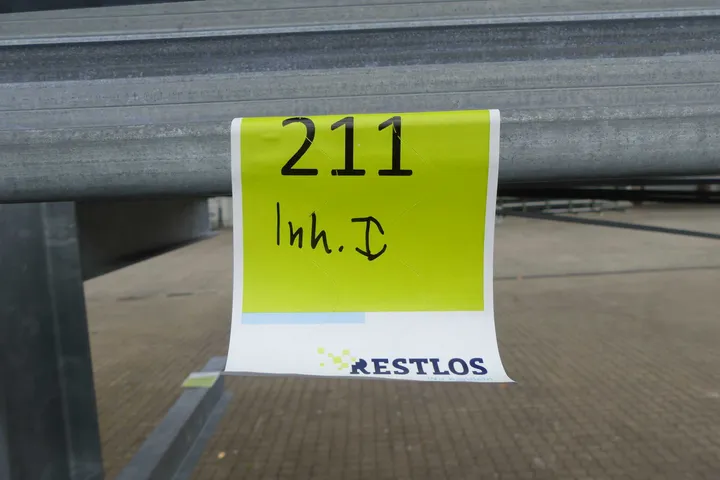 211
Inh. I
RESTLOS